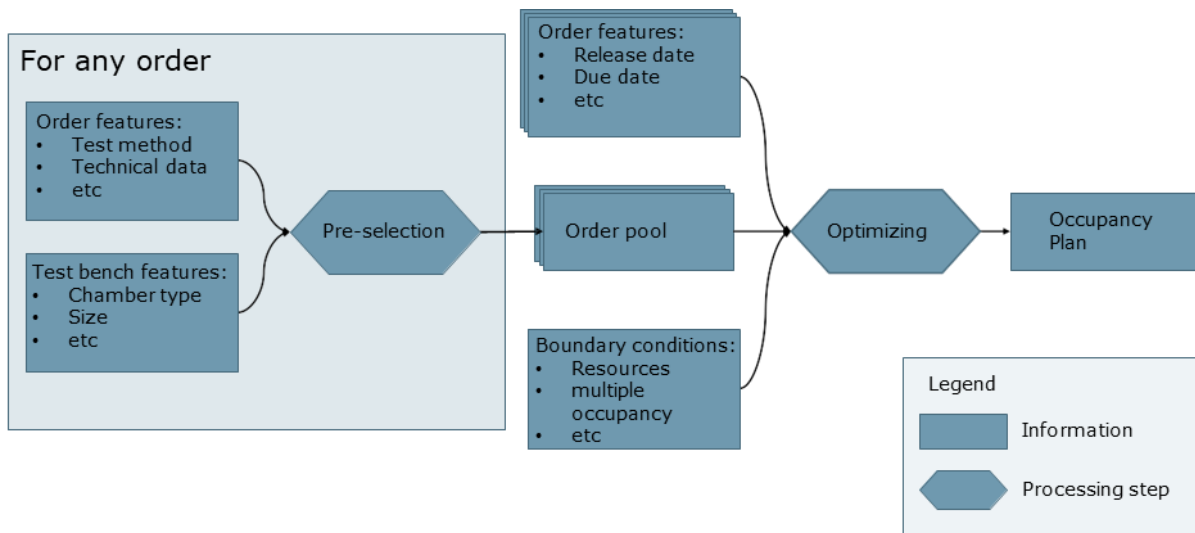 For any order
Order features:
• Test method
• Technical data
• etc
Test bench features:
• Chamber type
• Size
• etc
Pre-selection
Order features:
• Release date
• Due date
• etc
Order pool
Boundary conditions:
• Resources
• multiple
occupancy
• etc
Optimizing
Occupancy
Plan
Legend
Information
Processing step